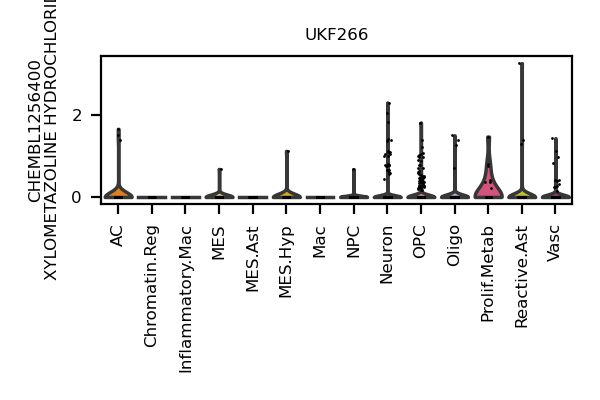 UKF266
CHEMBL1256400
XYLOMETAZOLINE HYDROCHLORI
2
0
AC
Chromatin.Reg
Inflammatory.Mac
MES
MES.Ast
MES.Hyp
Mac
NPC
Neuron
OPC
Oligo
Prolif.Metab
Reactive.Ast
Vasc